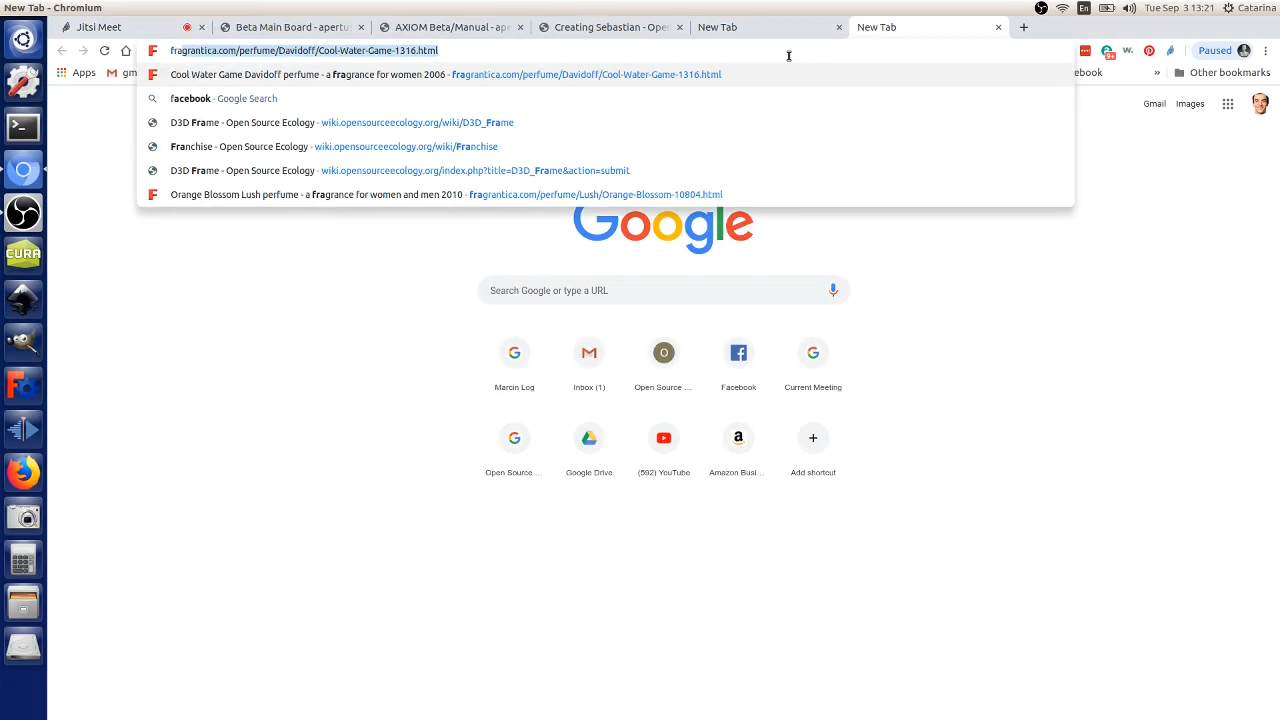 New Tab - Chromium
En
Tue Sep 3 13:21
Catarina
Jitsi Meet
Beta Main Board - apertus
AXIOM Beta/Manual - aper
Creating Sebastian - Open
New Tab
New Tab
fragrantica.com/perfume/Davidoff/Cool-Water-Game-1316.html
9+
w.
Paused
Apps
gm
ebook
»
Other bookmarks
Cool Water Game Davidoff perfume - a fragrance for women 2006 - fragrantica.com/perfume/Davidoff/Cool-Water-Game-1316.html
facebook - Google Search
D3D Frame - Open Source Ecology - wiki.opensourceecology.org/wiki/D3D_Frame
Franchise - Open Source Ecology - wiki.opensourceecology.org/wiki/Franchise
D3D Frame - Open Source Ecology - wiki.opensourceecology.org/index.php?title=D3D_Frame&action=submit
Orange Blossom Lush perfume - a fragrance for women and men 2010 - fragrantica.com/perfume/Lush/Orange-Blossom-10804.html
Gmail
Images
Google
Search Google or type a URL
Marcin Log
Inbox (1)
Open Source ...
Facebook
Current Meeting
Open Source ...
Google Drive
(592) YouTube
Amazon Busi...
Add shortcut
CURA